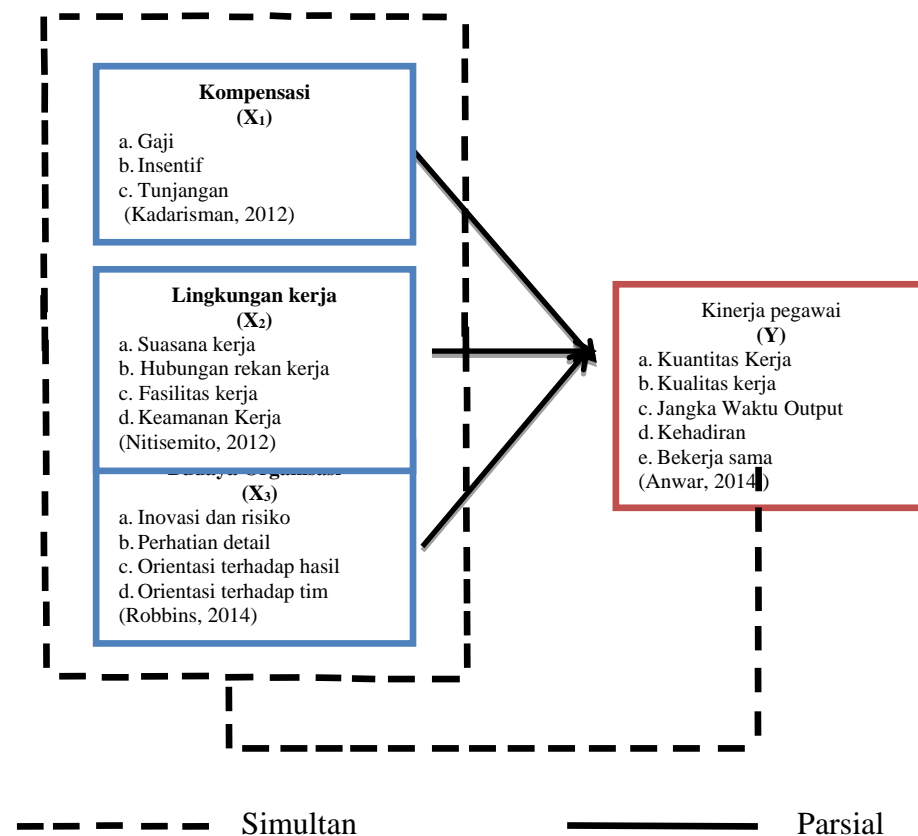 Kompensasi
(X₁)
a. Gaji
b. Insentif
c. Tunjangan
(Kadarisman, 2012)
Lingkungan kerja
(X₂)
a. Suasana kerja
b. Hubungan rekan kerja
c. Fasilitas kerja
d. Keamanan Kerja
(Nitisemito, 2012)
(X₃)
a. Inovasi dan risiko
b. Perhatian detail
c. Orientasi terhadap hasil
d. Orientasi terhadap tim
(Robbins, 2014)
Kinerja pegawai
(Y)
a. Kuantitas Kerja
b. Kualitas kerja
c. Jangka Waktu Output
d. Kehadiran
e. Bekerja sama
(Anwar, 2014 )
Simultan
Parsial